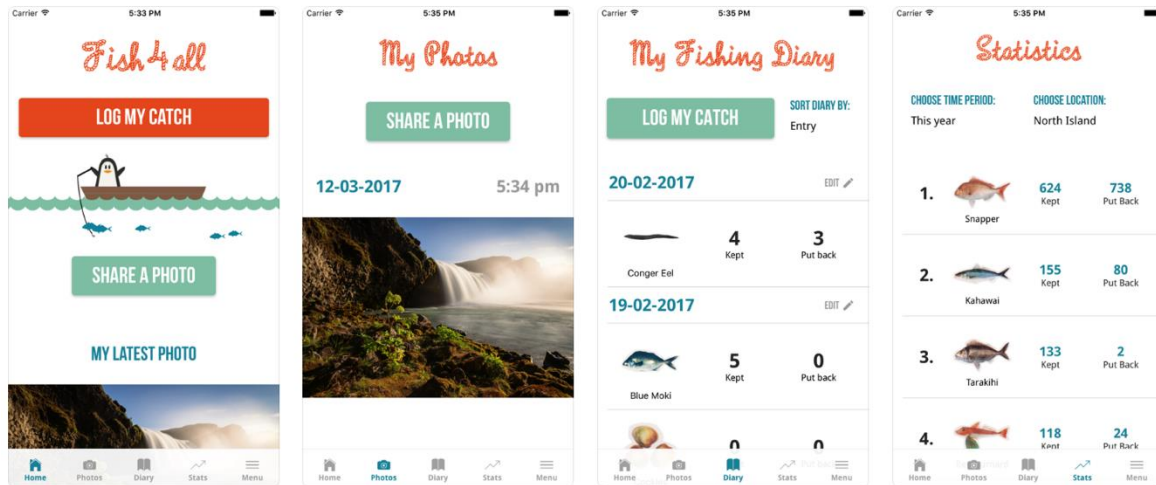 Carrier 5:33 PM
Fish 4 all
LOG MY CATCH
SHARE A PHOTO
MY LATEST PHOTO
Home Photos Diary Stats Menu
Carrier 5:35 PM
My Photos
SHARE A PHOTO
12-03-2017 5:34 pm
Home Photos Diary Stats Menu
Carrier 5:35 PM
My Fishing Diary
LOG MY CATCH
SORT DIARY BY:
Entry
20-02-2017 EDIT
4 3
Kept Put back
Conger Eel
19-02-2017 EDIT
5 0
Kept Put back
Blue Moki
0 0
Home Photos Diary Stats Menu
Carrier 5:35 PM
Statistics
CHOOSE TIME PERIOD: CHOOSE LOCATION:
This year North Island
1. 624 738
Kept Put Back
Snapper
2. 155 80
Kept Put Back
Kahawai
3. 133 2
Kept Put Back
Tarakihi
4. 118 24
Kept Put Back
Home Photos Diary Stats Menu